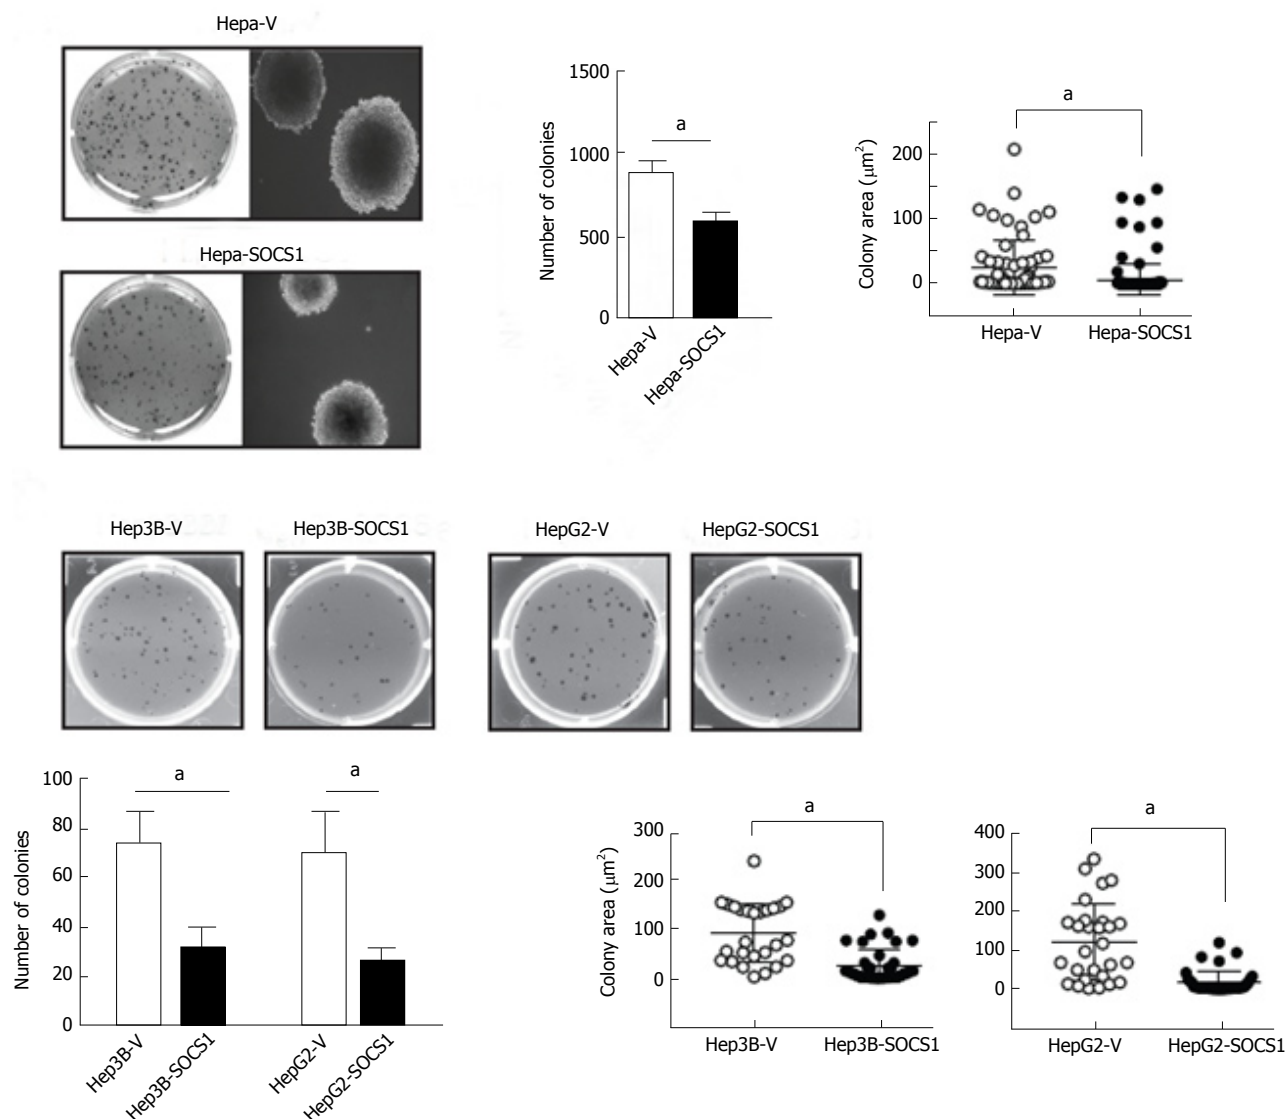 Hepa-V
Hepa-SOCS1
1500
1000
500
0
Number of colonies
a
Hepa-V
Hepa-SOCS1
a
Colony area (μm²)
200
100
0
Hepa-V
Hepa-SOCS1
Hep3B-V
Hep3B-SOCS1
HepG2-V
HepG2-SOCS1
100
80
60
40
20
0
Number of colonies
a
a
Hep3B-V
Hep3B-SOCS1
HepG2-V
HepG2-SOCS1
a
Colony area (μm²)
300
200
100
0
Hep3B-V
Hep3B-SOCS1
a
400
300
200
100
0
HepG2-V
HepG2-SOCS1